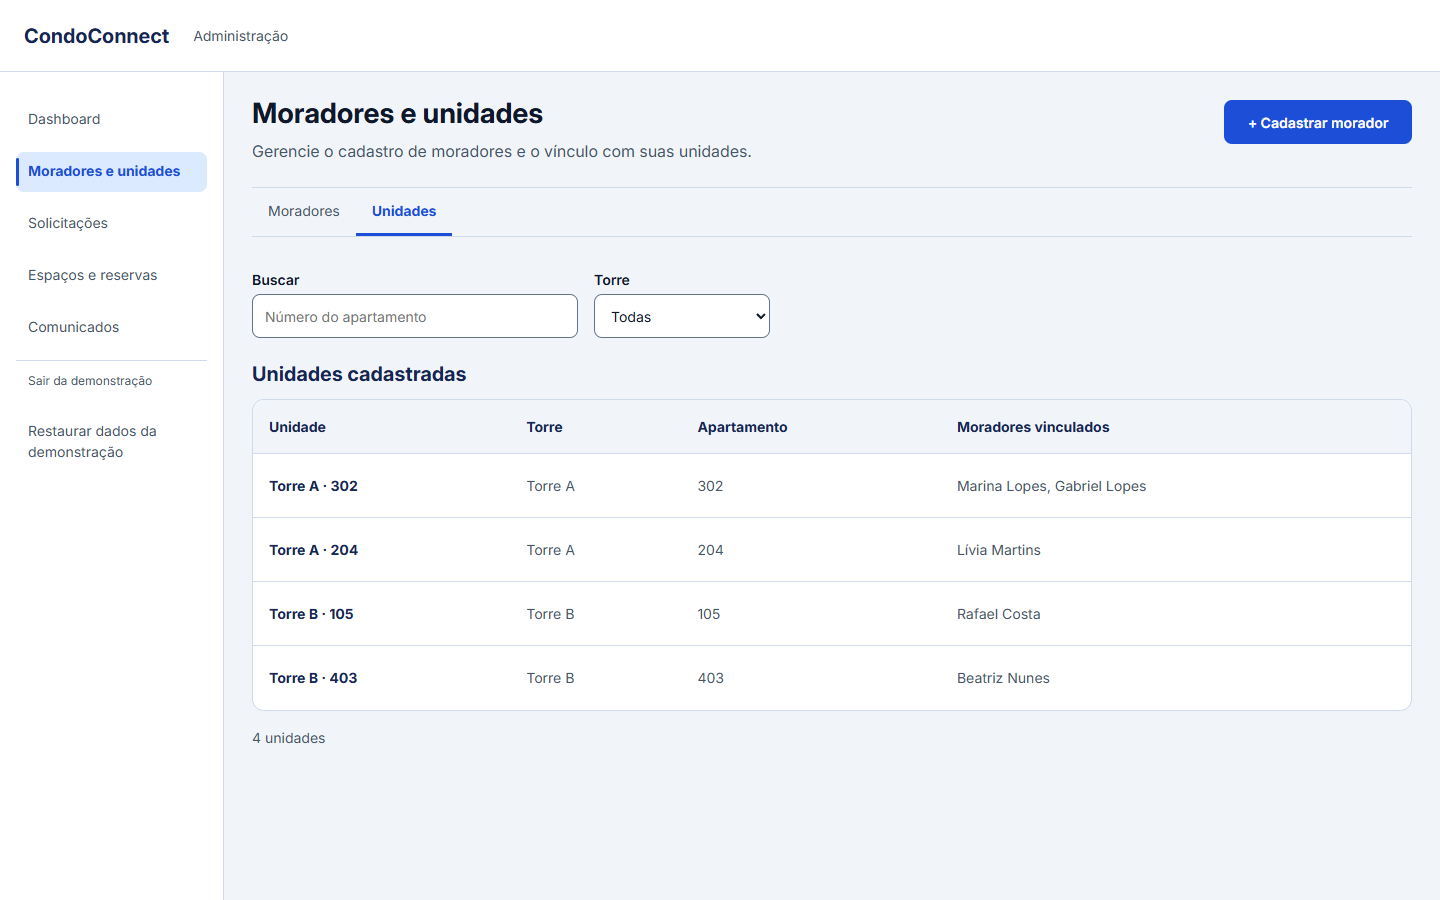 CondoConnect Administração
Dashboard
Moradores e unidades
Solicitações
Espaços e reservas
Comunicados
Sair da demonstração
Restaurar dados da
demonstração
Moradores e unidades
Gerencie o cadastro de moradores e o vínculo com suas unidades.
+ Cadastrar morador
Moradores Unidades
Buscar Torre
Número do apartamento Todas
Unidades cadastradas
Unidade Torre Apartamento Moradores vinculados
Torre A · 302 Torre A 302 Marina Lopes, Gabriel Lopes
Torre A · 204 Torre A 204 Lívia Martins
Torre B · 105 Torre B 105 Rafael Costa
Torre B · 403 Torre B 403 Beatriz Nunes
4 unidades